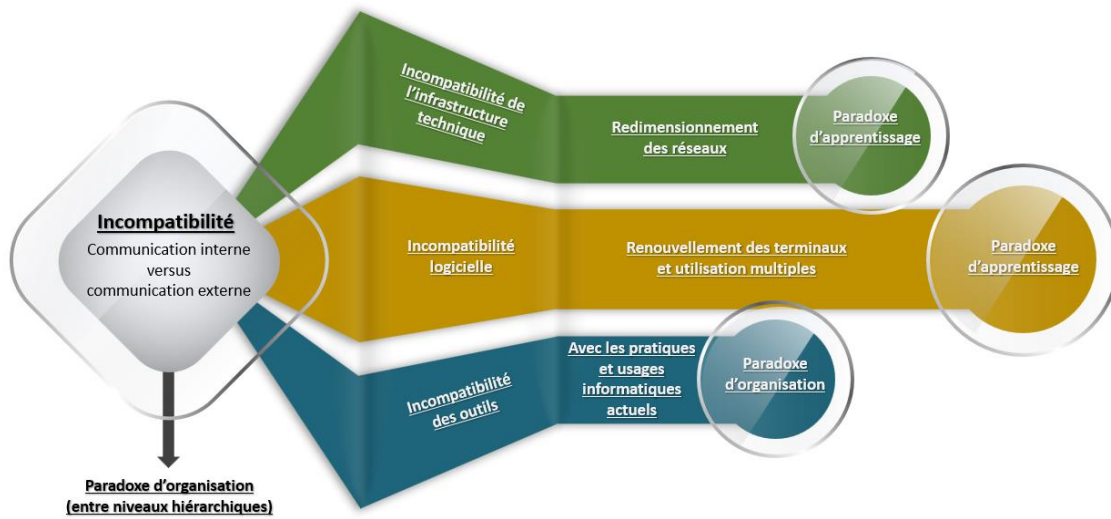 Incompatibilité
Communication interne
versus
communication externe
Paradoxe d'organisation
(entre niveaux hiérarchiques)
Incompatibilité de
l'infrastructure
technique
Redimensionnement
des réseaux
Paradoxe
d'apprentissage
Incompatibilité
logicielle
Renouvellement des terminaux
et utilisation multiples
Paradoxe
d'apprentissage
Incompatibilité
des outils
Avec les pratiques
et usages
informatiques
actuels
Paradoxe
d'organisation